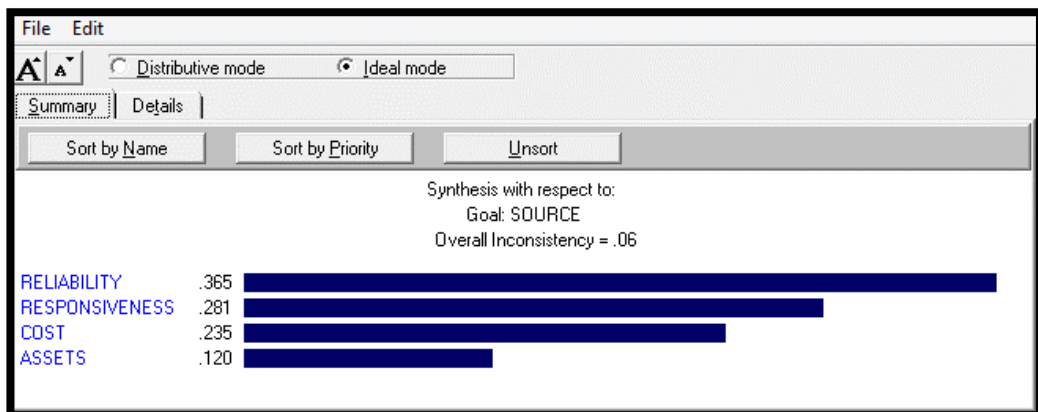 File Edit
A A Distributive mode Ideal mode
Summary Details
Sort by Name Sort by Priority Unsort
Synthesis with respect to:
Goal: SOURCE
Overall Inconsistency = .06
RELIABILITY .365
RESPONSIVENESS .281
COST .235
ASSETS .120